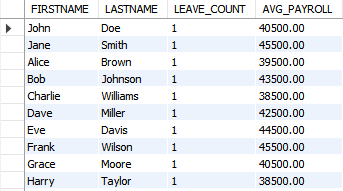 FIRSTNAME LASTNAME LEAVE_COUNT AVG_PAYROLL
John Doe 1 40500.00
Jane Smith 1 45500.00
Alice Brown 1 39500.00
Bob Johnson 1 43500.00
Charlie Williams 1 38500.00
Dave Miller 1 42500.00
Eve Davis 1 44500.00
Frank Wilson 1 45500.00
Grace Moore 1 40500.00
Harry Taylor 1 38500.00